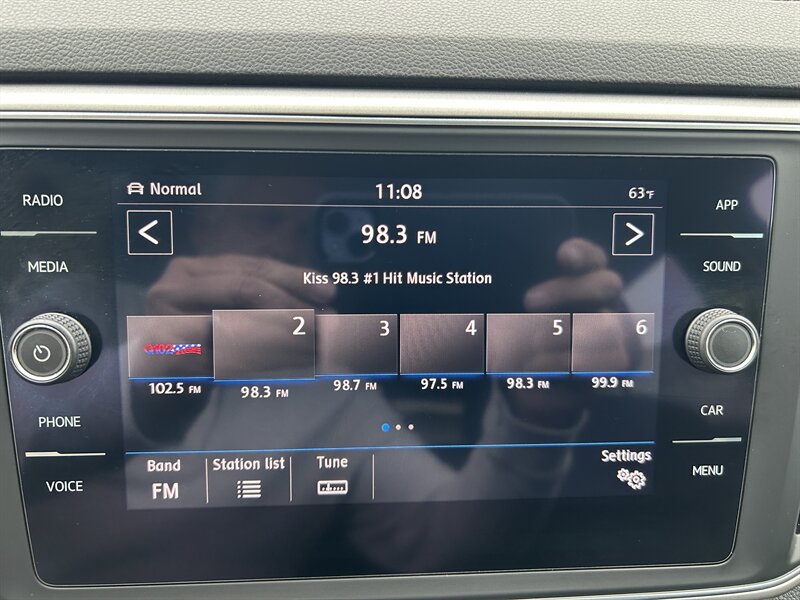 RADIO
MEDIA
PHONE
VOICE
Normal 11:08 63°F
< 98.3 FM >
Kiss 98.3 #1 Hit Music Station
2 3 4 5 6
102.5 FM 98.3 FM 98.7 FM 97.5 FM 98.3 FM 99.9 FM
Band Station list Tune Settings
FM
APP
SOUND
CAR
MENU